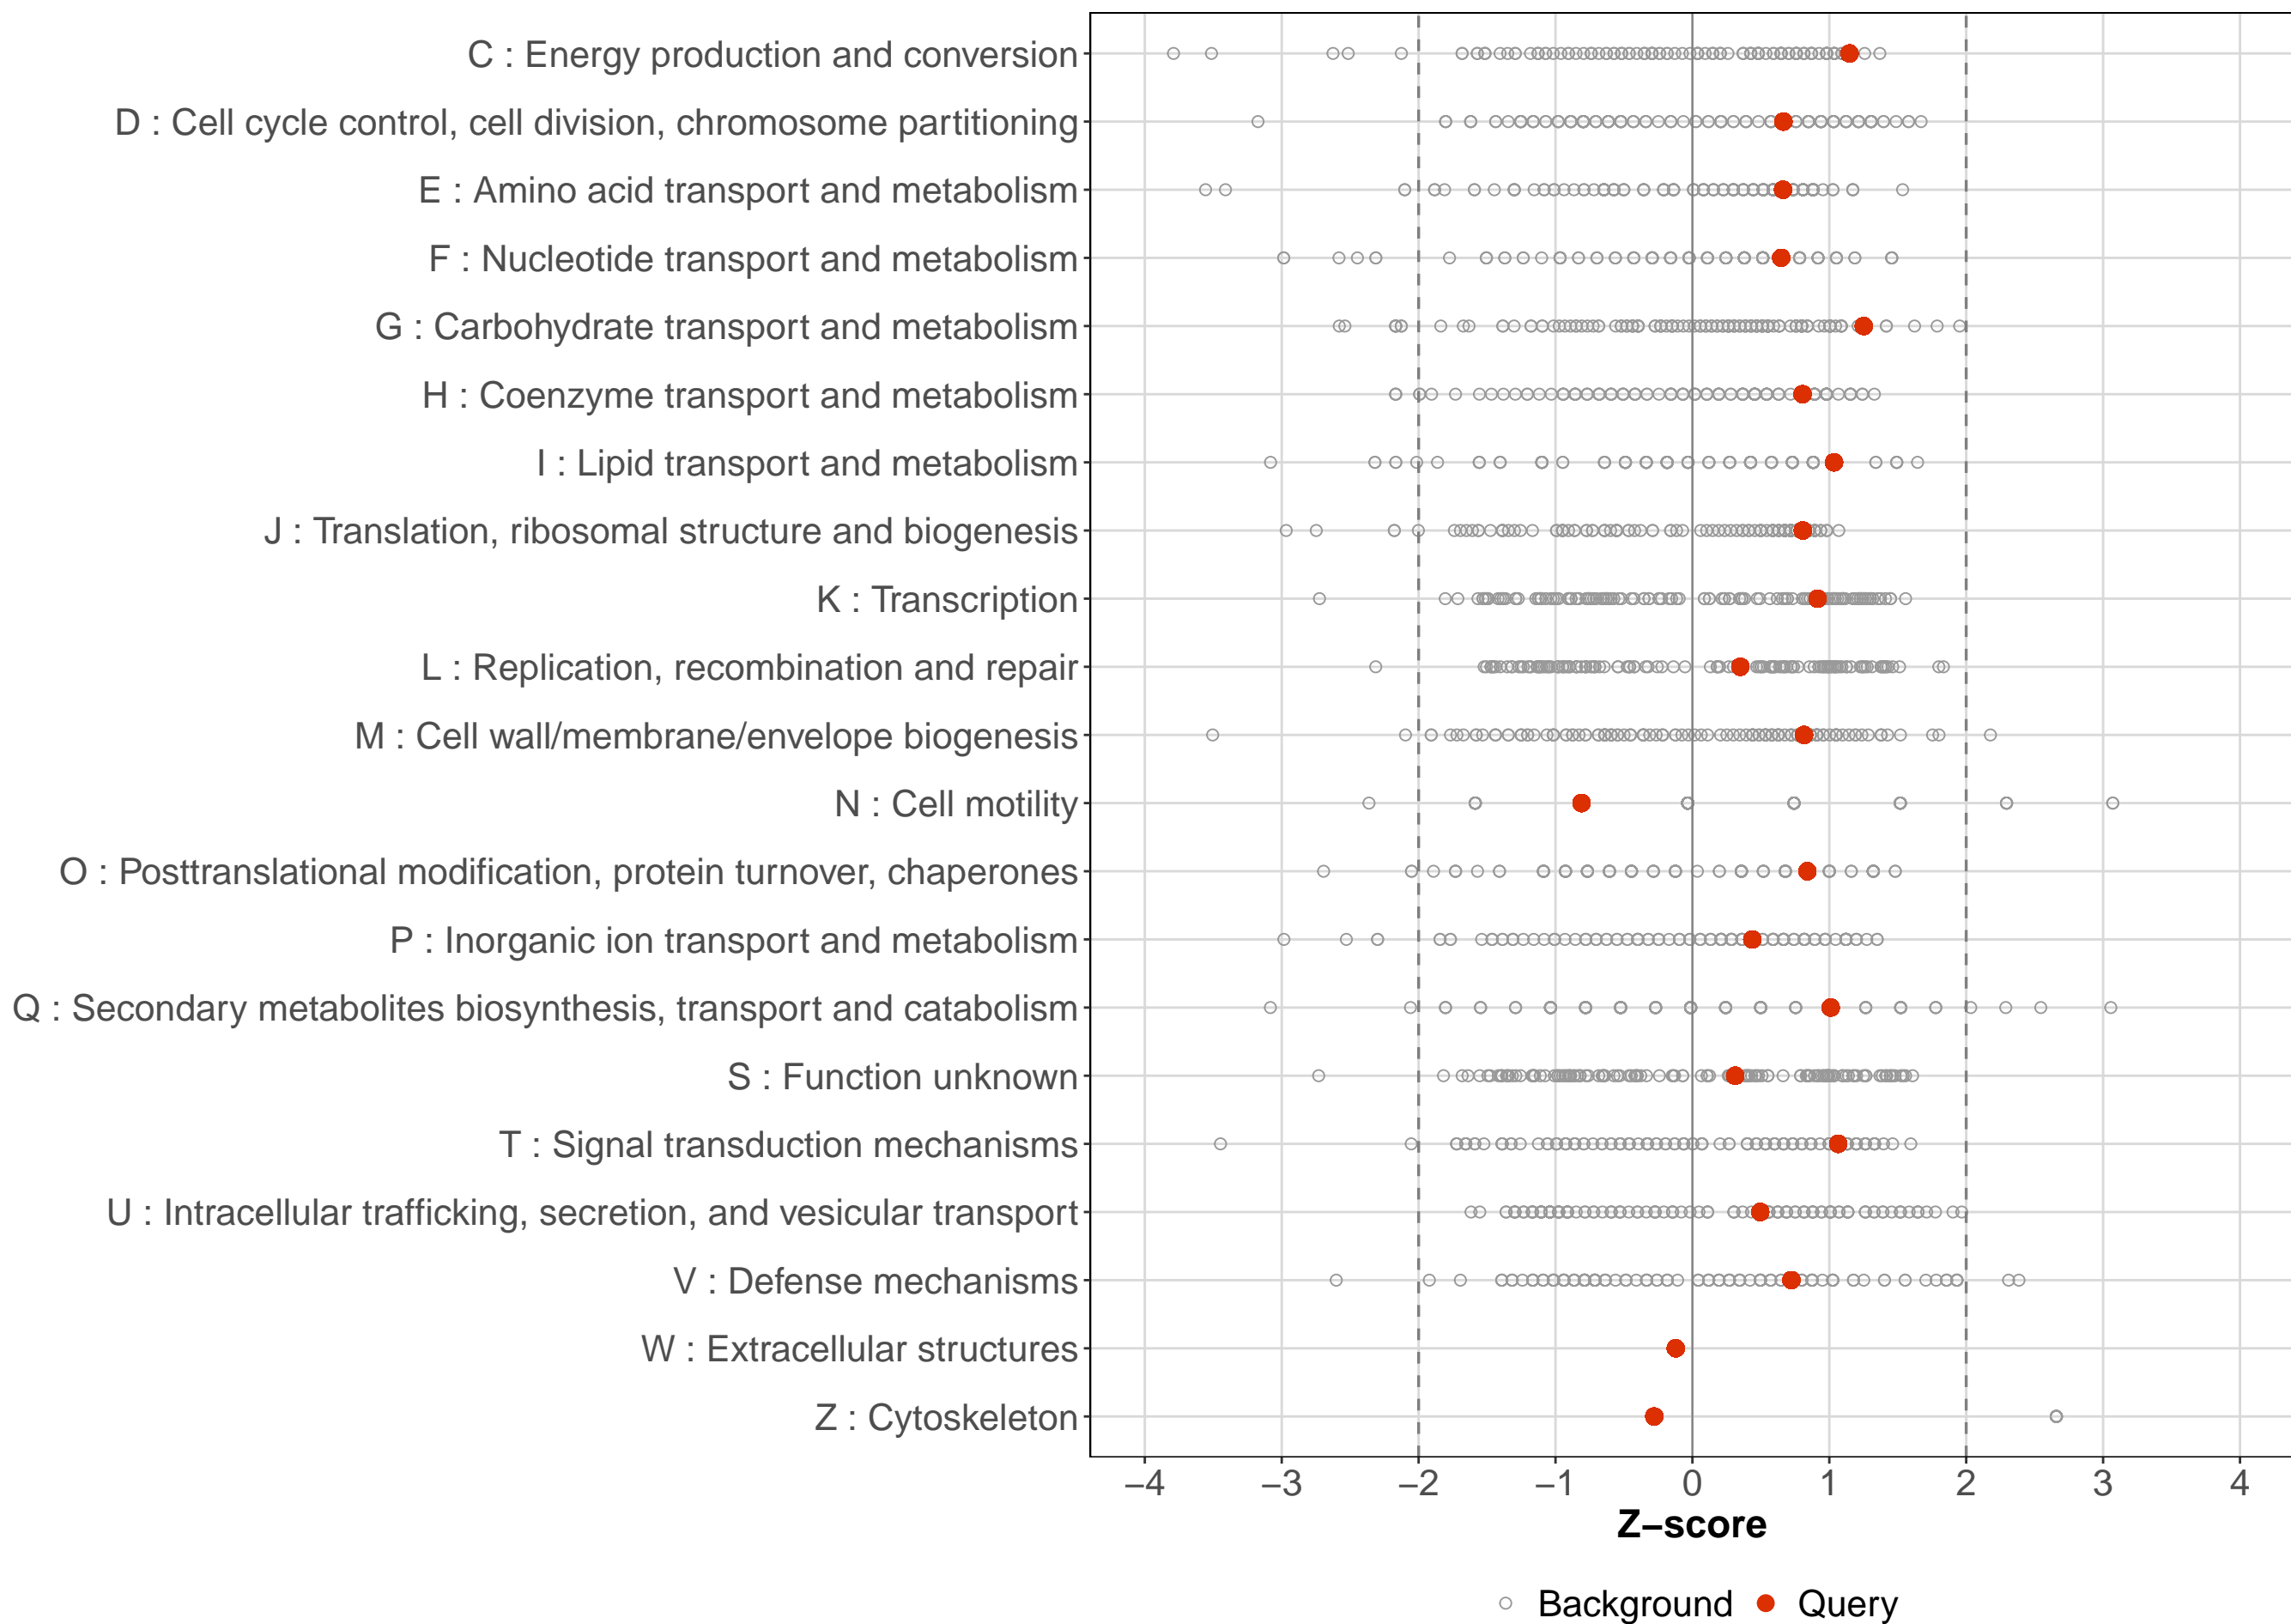 C : Energy production and conversion
D : Cell cycle control, cell division, chromosome partitioning
E : Amino acid transport and metabolism
F : Nucleotide transport and metabolism
G : Carbohydrate transport and metabolism
H : Coenzyme transport and metabolism
I : Lipid transport and metabolism
J : Translation, ribosomal structure and biogenesis
K : Transcription
L : Replication, recombination and repair
M : Cell wall/membrane/envelope biogenesis
N : Cell motility
O : Posttranslational modification, protein turnover, chaperones
P : Inorganic ion transport and metabolism
Q : Secondary metabolites biosynthesis, transport and catabolism
S : Function unknown
T : Signal transduction mechanisms
U : Intracellular trafficking, secretion, and vesicular transport
V : Defense mechanisms
W : Extracellular structures
Z : Cytoskeleton
−4 −3 −2 −1 0 1 2 3 4
Z−score
Background Query